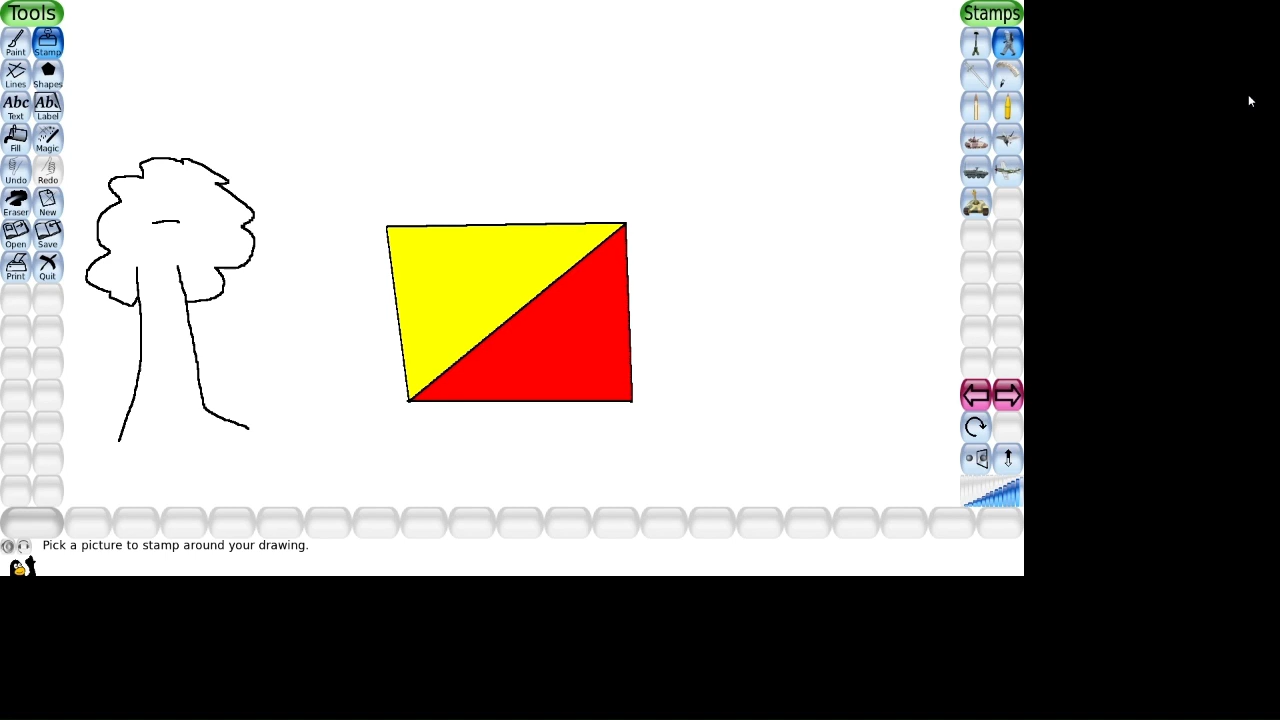 Tools
Stamps
Paint
Stamp
Lines
Shapes
Abc
Abc
Text
Label
Fill
Magic
Undo
Redo
Eraser
New
Open
Save
Print
Quit
Pick a picture to stamp around your drawing.